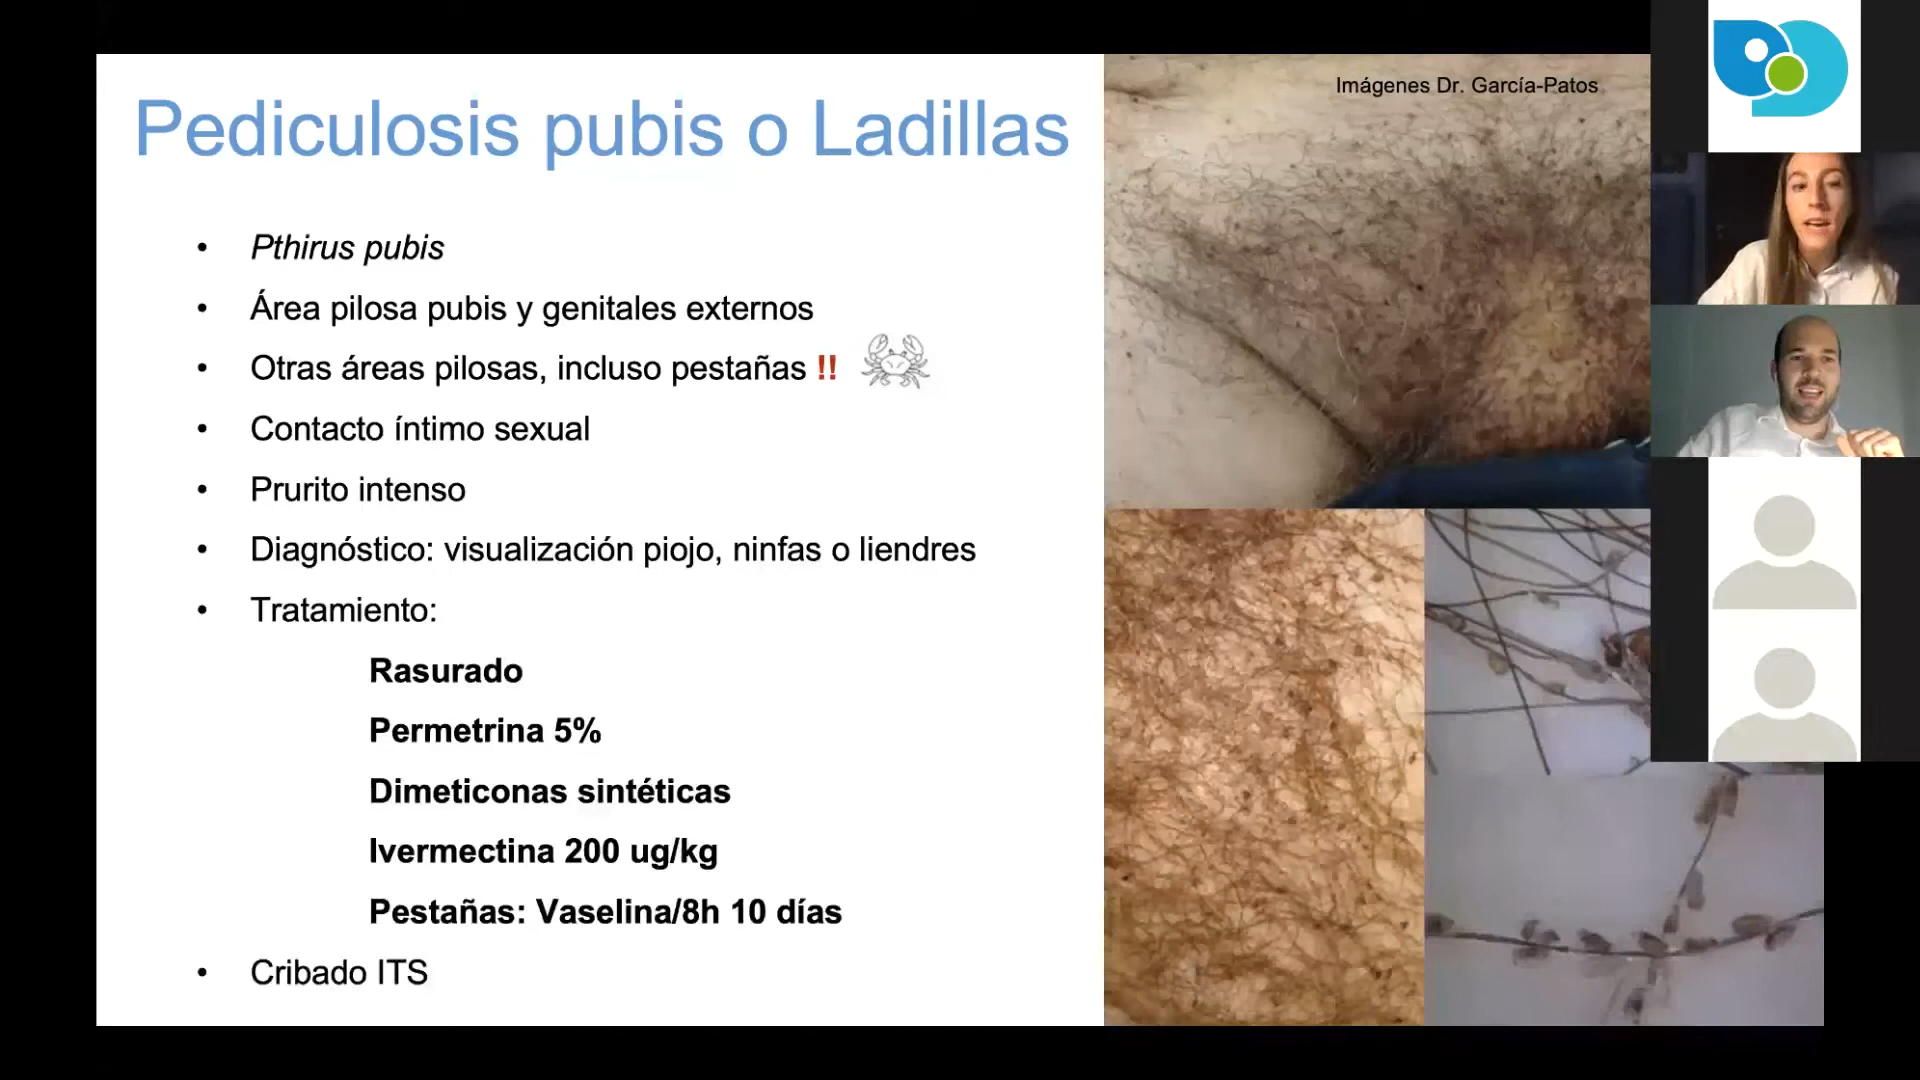 Pediculosis pubis o Ladillas
Imágenes Dr. García-Patos
• Pthirus pubis
• Área pilosa pubis y genitales externos
• Otras áreas pilosas, incluso pestañas !!
• Contacto íntimo sexual
• Prurito intenso
• Diagnóstico: visualización piojo, ninfas o liendres
• Tratamiento:
Rasurado
Permetrina 5%
Dimeticonas sintéticas
Ivermectina 200 ug/kg
Pestañas: Vaselina/8h 10 días
• Cribado ITS